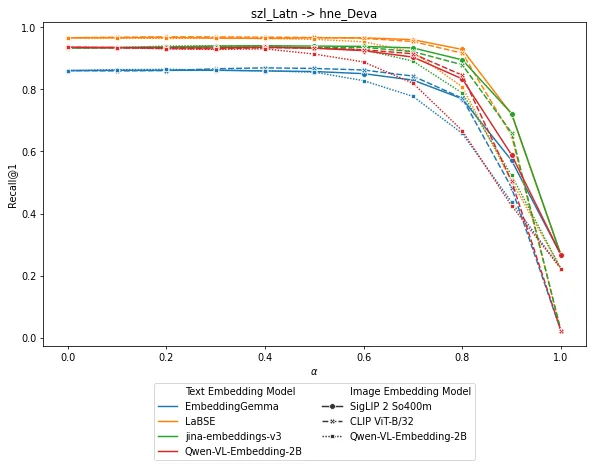 szl_Latn -> hne_Deva
1.0
0.8
0.6
0.4
0.2
0.0
Recall@1
0.0 0.2 0.4 0.6 0.8 1.0
α
Text Embedding Model
EmbeddingGemma
LaBSE
jina-embeddings-v3
Qwen-VL-Embedding-2B
Image Embedding Model
SigLIP 2 So400m
CLIP ViT-B/32
Qwen-VL-Embedding-2B